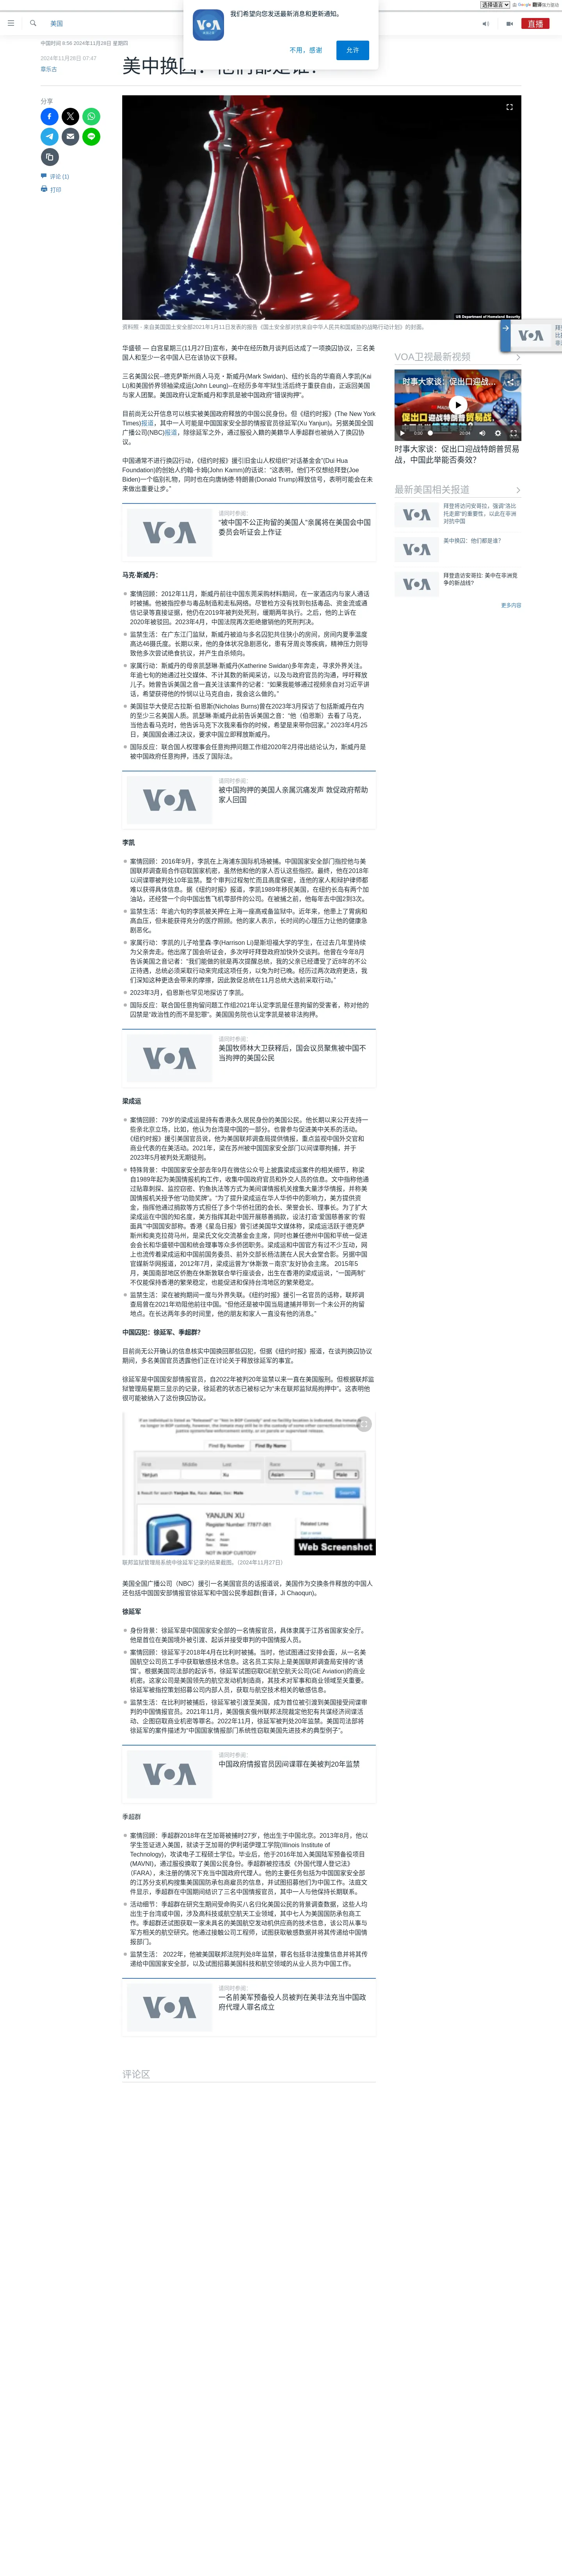 选择语言
由 Google 翻译强力驱动
美国
直播
我们希望向您发送最新消息和更新通知。
不用，感谢
允许
中国时间 8:58 2024年11月28日 星期四
2024年11月28日 07:47
章乐古
美中换囚：他们都是谁？
分享
评论 (1)
打印
US Department of Homeland Security
资料照 - 来自美国国土安全部2021年1月11日发表的报告《国土安全部对抗来自中华人民共和国威胁的战略行动计划》的封面。
华盛顿 — 自宫星期三(11月27日)宣布，美中在经数月谈判后达成了一项换囚协议，三名美
国人和至少一名中国人已在该协议下获释。
三名美国公民--德克萨斯州商人马克・斯威丹(Mark Swidan)、纽约长岛的华裔商人李凯(Kai
Li)和美国侨界领袖梁成运(John Leung)--在经历多年牢狱生活后终于重获自由，正返回美国
与家人团聚。美国政府认定斯威丹和李凯是被中国政府“错误拘押”。
目前尚无公开信息可以核实被美国政府释放的中国公民身份。但《纽约时报》(The New York
Times)报道，其中一人可能是中国国家安全部的情报官员徐延军(Xu Yanjun)。另据美国全国
广播公司(NBC)报道，除徐延军之外，通过服役入籍的美籍华人季超群也被纳入了换囚协
议。
中国通常不进行换囚行动，《纽约时报》援引旧金山人权组织“对话基金会”(Dui Hua
Foundation)的创始人约翰·卡姆(John Kamm)的话说：“这表明，他们不仅想给拜登(Joe
Biden)一个临别礼物，同时也在向唐纳德·特朗普(Donald Trump)释放信号，表明可能会在未
来做出重要让步。”
请同时参阅：
“被中国不公正拘留的美国人”亲属将在美国会中国
委员会听证会上作证
马克·斯威丹：
案情回顾：2012年11月，斯威丹前往中国东莞采购材料期间，在一家酒店内与家人通话
时被捕。他被指控参与毒品制造和走私网络。尽管检方没有找到包括毒品、资金流或通
信记录等直接证据，他仍在2019年被判处死刑，缓期两年执行。之后，他的上诉在
2020年被驳回。2023年4月，中国法院再次拒绝撤销他的死刑判决。
监禁生活：在广东江门监狱，斯威丹被迫与多名囚犯共住狭小的房间，房间内夏季温度
高达46摄氏度。长期以来，他的身体状况急剧恶化，患有牙周炎等疾病，精神压力则导
致他多次尝试绝食抗议，并产生自杀倾向。
家属行动：斯威丹的母亲凯瑟琳·斯威丹(Katherine Swidan)多年奔走，寻求外界关注。
年逾七旬的她通过社交媒体、不计其数的新闻采访，以及与政府官员的沟通，呼吁释放
儿子。她曾告诉美国之音一直关注该案件的记者：“如果我能够通过视频亲自对习近平讲
话，希望获得他的怜悯以让马克自由，我会这么做的。”
美国驻华大使尼古拉斯·伯恩斯(Nicholas Burns)曾在2023年3月探访了包括斯威丹在内
的至少三名美国人质。凯瑟琳·斯威丹此前告诉美国之音：“他（伯恩斯）去看了马克，
当他去看马克时，他告诉马克下次我来看你的时候，希望是来带你回家。” 2023年4月25
日，美国国会通过决议，要求中国立即释放斯威丹。
国际反应：联合国人权理事会任意拘押问题工作组2020年2月得出结论认为，斯威丹是
被中国政府任意拘押，违反了国际法。
请同时参阅：
被中国拘押的美国人亲属沉痛发声 敦促政府帮助
家人回国
李凯
案情回顾：2016年9月，李凯在上海浦东国际机场被捕。中国国家安全部门指控他与美
国联邦调查局合作窃取国家机密，虽然他和他的家人否认这些指控。最终，他在2018年
以间谍罪被判处10年监禁。整个审判过程匆忙而且高度保密，连他的家人和辩护律师都
难以获得具体信息。据《纽约时报》报道，李凯1989年移民美国，在纽约长岛有两个加
油站，还经营一个向中国出售飞机零部件的公司。在被捕之前，他每年去中国2到3次。
监禁生活：年逾六旬的李凯被关押在上海一座高戒备监狱中。近年来，他患上了胃病和
高血压，但未能获得充分的医疗照顾。他的家人表示，长时间的心理压力让他的健康急
剧恶化。
家属行动：李凯的儿子哈里森·李(Harrison Li)是斯坦福大学的学生，在过去几年里持续
为父亲奔走。他出席了国会听证会，多次呼吁拜登政府加快外交谈判。他曾在今年8月
告诉美国之音记者：“我们能做的就是再次提醒总统，我的父亲已经遭受了近8年的不公
正待遇，总统必须采取行动来完成这项任务，以免为时已晚。经历过两次政府更迭，我
们深知这种更迭会带来的摩擦，因此敦促总统在11月总统大选前采取行动。”
2023年3月，伯恩斯也罕见地探访了李凯。
国际反应：联合国任意拘留问题工作组2021年认定李凯是任意拘留的受害者，称对他的
囚禁是“政治性的而不是犯罪”。美国国务院也认定李凯是被非法拘押。
请同时参阅：
美国牧师林大卫获释后，国会议员聚焦被中国不
当拘押的美国公民
梁成运
案情回顾：79岁的梁成运是持有香港永久居民身份的美国公民。他长期以来公开支持一
些亲北京立场，比如，他认为台湾是中国的一部分。也曾参与促进美中关系的活动。
《纽约时报》援引美国官员说，他为美国联邦调查局提供情报，重点监视中国外交官和
商业代表的在美活动。2021年，梁在苏州被中国国家安全部门以间谍罪拘捕，并于
2023年5月被判处无期徒刑。
特殊背景：中国国家安全部去年9月在微信公众号上披露梁成运案件的相关细节，称梁
自1989年起为美国情报机构工作，收集中国政府官员和外交人员的信息。文中指称他通
过贴靠刺探、监控窃密、钓鱼执法等方式为美间谍情报机关搜集大量涉华情报，并称美
国情报机关授予他“功勋奖牌”。“为了提升梁成运在华人华侨中的影响力，美方提供资
金，指挥他通过捐款等方式担任了多个华侨社团的会长、荣誉会长、理事长。为了扩大
梁成运在中国的知名度，美方指挥其赴中国开展慈善捐款，设法打造‘爱国慈善家’的‘假
面具’”中国国安部称。香港《星岛日报》曾引述美国华文媒体称，梁成运活跃于德克萨
斯州和奥克拉荷马州，是梁氏文化交流基金会主席，同时也兼任德州中国和平统一促进
会会长和华盛顿中国和统会理事等众多侨团职务。梁成运和中国官方有过不少互动，网
上也流传着梁成运和中国前国务委员、前外交部长杨洁篪在人民大会堂合影。另据中国
官媒新华网报道，2012年7月，梁成运曾为“休斯敦－南京”友好协会主席。 2015年5
月，美国南部地区侨胞在休斯敦联合举行座谈会，出生在香港的梁成运说，“一国两制”
不仅能保持香港的繁荣稳定，也能促进和保持台湾地区的繁荣稳定。
监禁生活：梁在被拘期间一度与外界失联。《纽约时报》援引一名官员的话称，联邦调
查局曾在2021年劝阻他前往中国。“但他还是被中国当局逮捕并带到一个未公开的拘留
地点。在长达两年多的时间里，他的朋友和家人一直没有他的消息。”
中国囚犯：徐延军、季超群？
目前尚无公开确认的信息核实中国换回那些囚犯，但据《纽约时报》报道，在谈判换囚协议
期间，多名美国官员透露他们正在讨论关于释放徐延军的事宜。
徐延军是中国国安部情报官员，自2022年被判20年监禁以来一直在美国服刑。但根据联邦监
狱管理局星期三显示的记录，徐延君的状态已被标记为“未在联邦监狱局拘押中”。这表明他
很可能被纳入了这份换囚协议。
Find By Number
Find By Name
First
Middle
Last
Race
Age
Sex
Yanjun
Xu
Asian
Male
Clear Form
Search
YANJUN XU
Register Number: 77977-061
Related Links
Web Screenshot
联邦监狱管理局系统中徐延军记录的结果截图。（2024年11月27日）
美国全国广播公司（NBC）援引一名美国官员的话报道说，美国作为交换条件释放的中国人
还包括中国国安部情报官徐延军和中国公民季超群(音译，Ji Chaoqun)。
徐延军
身份背景：徐延军是中国国家安全部的一名情报官员，具体隶属于江苏省国家安全厅。
他是首位在美国境外被引渡、起诉并接受审判的中国情报人员。
案情回顾：徐延军于2018年4月在比利时被捕。当时，他试图通过安排会面，从一名美
国航空公司员工手中获取敏感技术信息。这名员工实际上是美国联邦调查局安排的“诱
饵”。根据美国司法部的起诉书，徐延军试图窃取GE航空航天公司(GE Aviation)的商业
机密。这家公司是美国领先的航空发动机制造商，其技术对军事和商业领域至关重要。
徐延军被指控策划招募公司内部人员，获取与航空技术相关的敏感信息。
监禁生活：在比利时被捕后，徐延军被引渡至美国，成为首位被引渡到美国接受间谍审
判的中国情报官员。2021年11月，美国俄亥俄州联邦法院裁定他犯有共谋经济间谍活
动、企图窃取商业机密等罪名。2022年11月，徐延军被判处20年监禁。美国司法部将
徐延军的案件描述为“中国国家情报部门系统性窃取美国先进技术的典型例子”。
请同时参阅：
中国政府情报官员因间谍罪在美被判20年监禁
季超群
案情回顾：季超群2018年在芝加哥被捕时27岁，他出生于中国北京。2013年8月，他以
学生签证进入美国，就读于芝加哥的伊利诺伊理工学院(Illinois Institute of
Technology)，攻读电子工程硕士学位。毕业后，他于2016年加入美国陆军预备役项目
(MAVNI)，通过服役换取了美国公民身份。季超群被控违反《外国代理人登记法》
（FARA），未注册的情况下充当中国政府代理人。他的主要任务包括为中国国家安全部
的江苏分支机构搜集美国国防承包商雇员的信息，并试图招募他们为中国工作。法庭文
件显示，季超群在中国期间结识了三名中国情报官员，其中一人与他保持长期联系。
活动细节：季超群在研究生期间受命购买八名归化美国公民的背景调查数据，这些人均
出生于台湾或中国，涉及高科技或航空航天工业领域，其中七人为美国国防承包商工
作。季超群还试图获取一家未具名的美国航空发动机供应商的技术信息，该公司从事与
军方相关的航空研究。他通过接触公司工程师，试图获取敏感数据并将其传递给中国情
报部门。
监禁生活： 2022年，他被美国联邦法院判处8年监禁，罪名包括非法搜集信息并将其传
递给中国国家安全部，以及试图招募美国科技和航空领域的从业人员为中国工作。
请同时参阅：
一名前美军预备役人员被判在美非法充当中国政
府代理人罪名成立
评论区
VOA卫视最新视频
时事大家谈：促出口迎战...
0:00
20:04
时事大家谈：促出口迎战特朗普贸易
战，中国此举能否奏效？
最新美国相关报道
拜登将访问安哥拉，强调“洛比
托走廊”的重要性，以此在非洲
对抗中国
美中换囚：他们都是谁？
拜登造访安哥拉: 美中在非洲竞
争的新战线?
更多内容